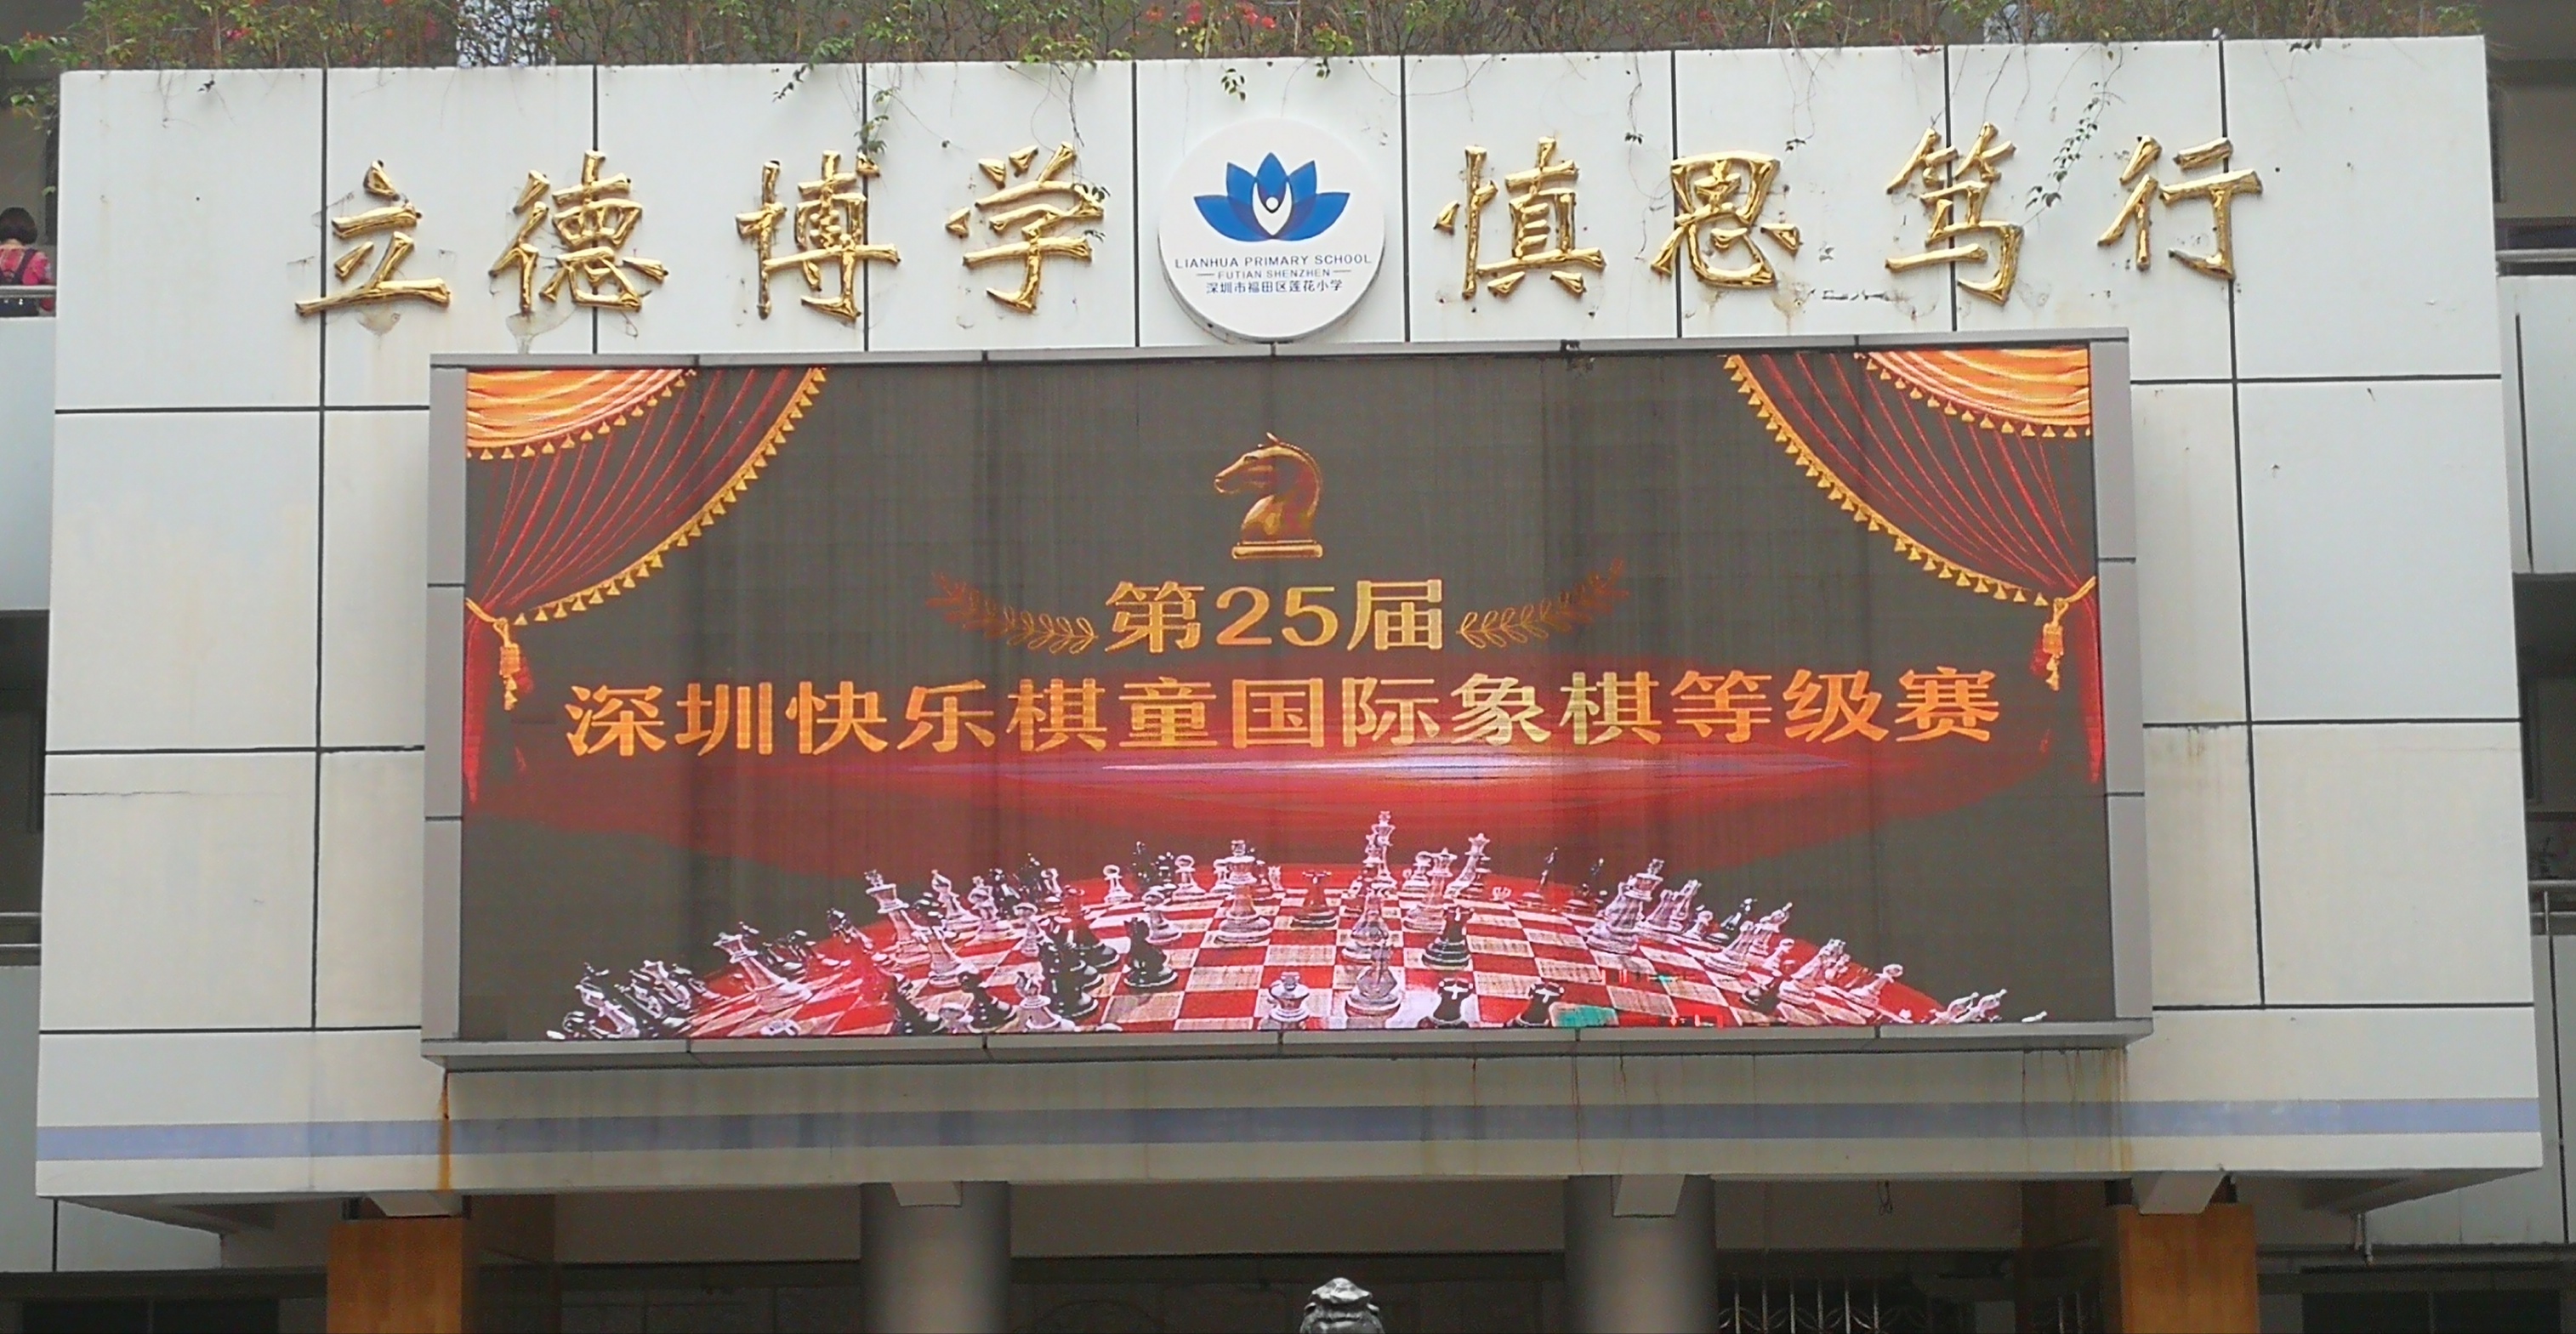 立德博学 慎思笃行
LIANHUA PRIMARY SCHOOL
FUTIAN SHENZHEN
深圳市福田区莲花小学
第25届
深圳快乐棋童国际象棋等级赛